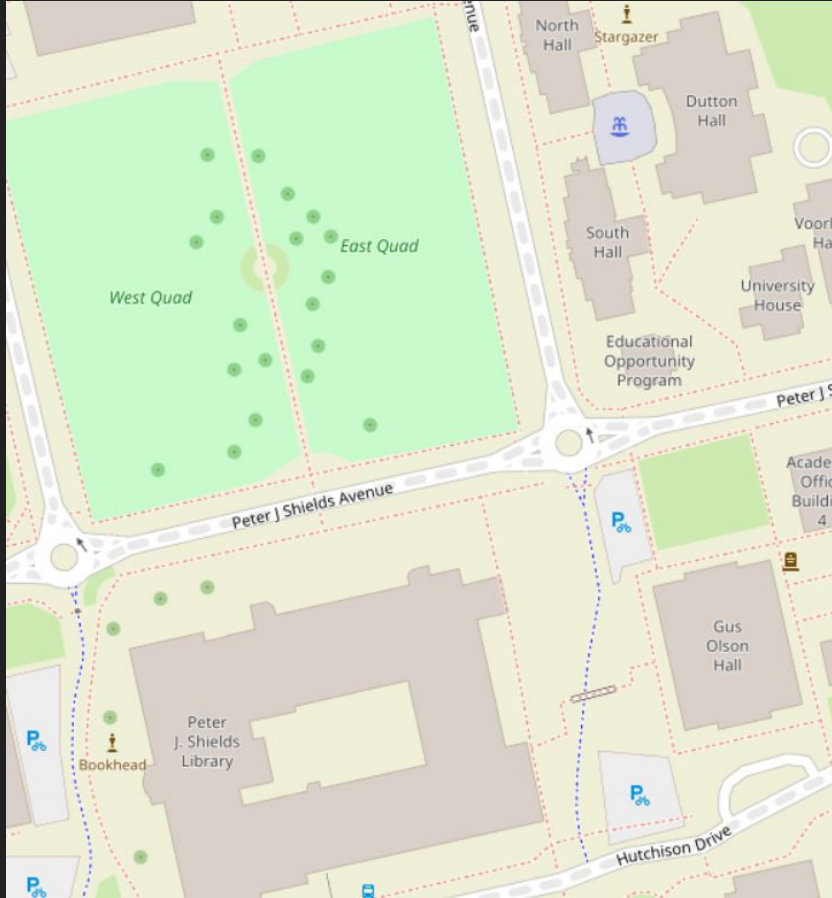 enue
North
Hall
Stargazer
Dutton
Hall
East Quad
South
Hall
West Quad
University
House
Educational
Opportunity
Program
Peter J S
Peter J Shields Avenue
P
Gus
Olson
Hall
Peter
J. Shields
Library
P
Bookhead
P
Hutchison Drive
P